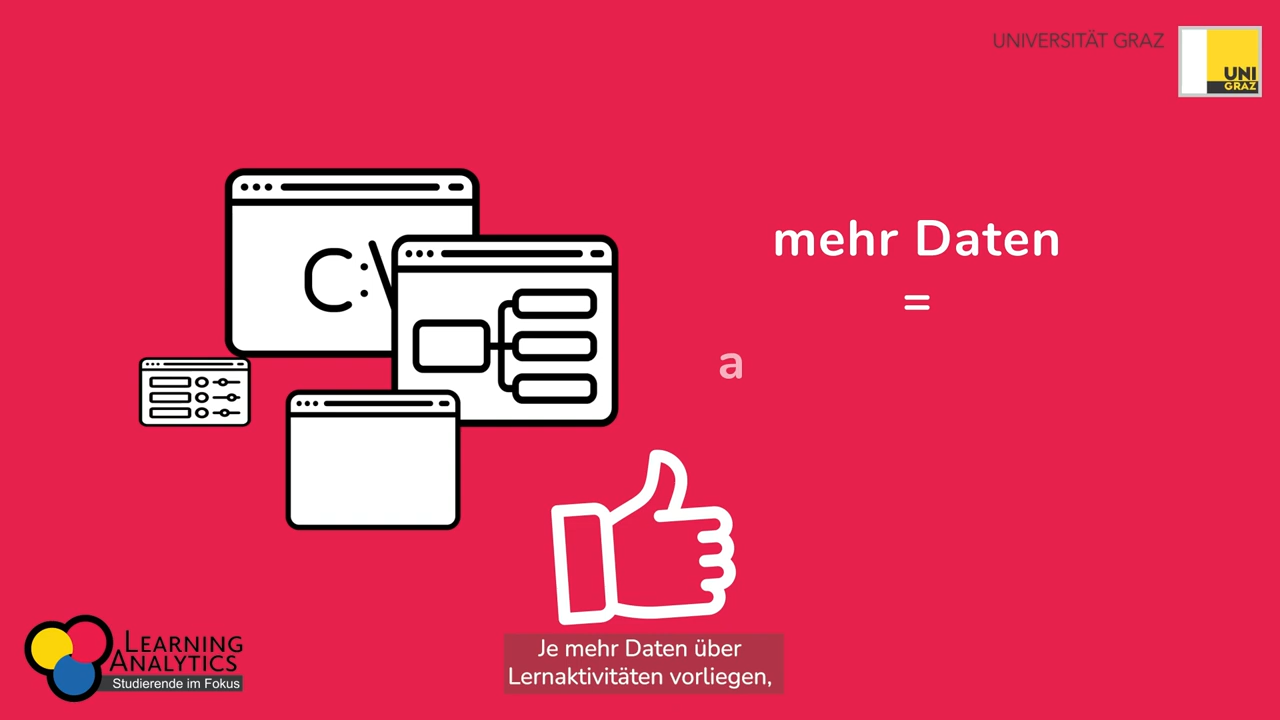 UNIVERSITÄT GRAZ
UNI
GRAZ
C:\
mehr Daten
=
a
LEARNING
ANALYTICS
Studierende im Fokus
Je mehr Daten über
Lernaktivitäten vorliegen,